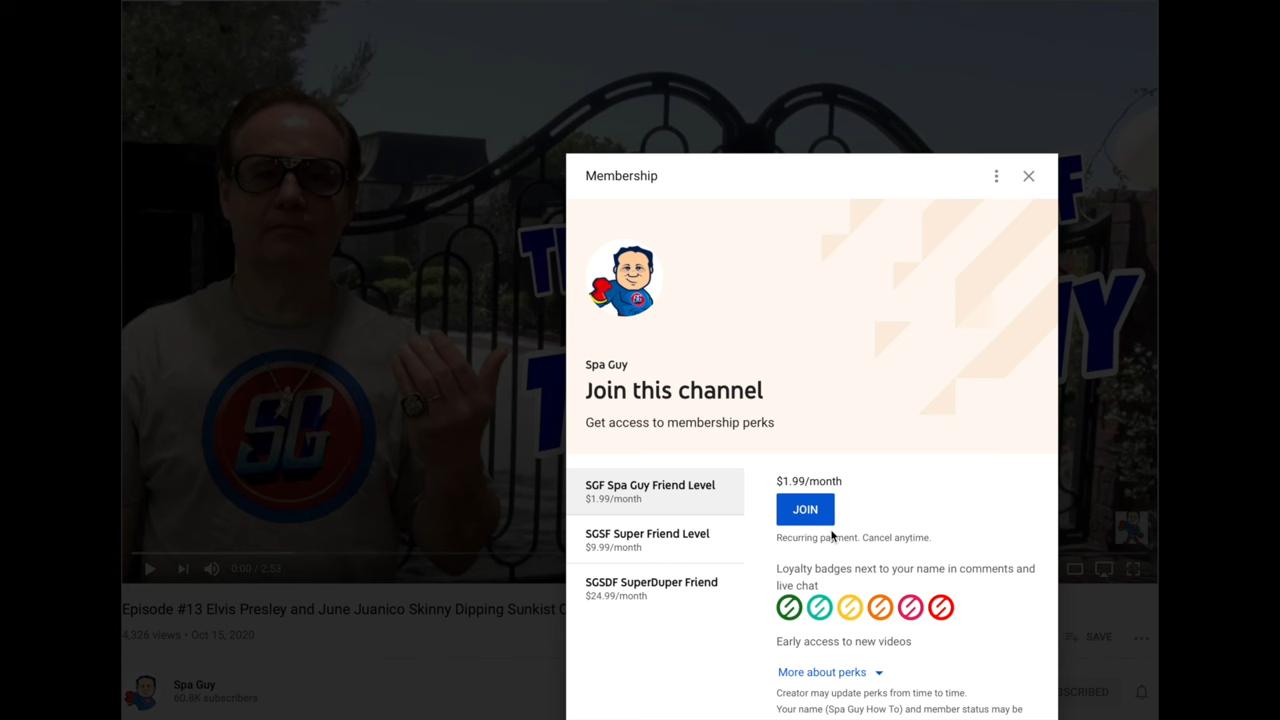 Membership
Spa Guy
Join this channel
Get access to membership perks
SGF Spa Guy Friend Level
$1.99/month
SGSF Super Friend Level
$9.99/month
SGSDF SuperDuper Friend
$24.99/month
$1.99/month
JOIN
Recurring payment. Cancel anytime.
Loyalty badges next to your name in comments and
live chat
Early access to new videos
More about perks
Creator may update perks from time to time.
Your name (Spa Guy How To) and member status may be
SG
0:00 / 2:53
Episode #13 Elvis Presley and June Juanico Skinny Dipping Sunkist
4,326 views • Oct 15, 2020
SAVE
Spa Guy
60.8K subscribers